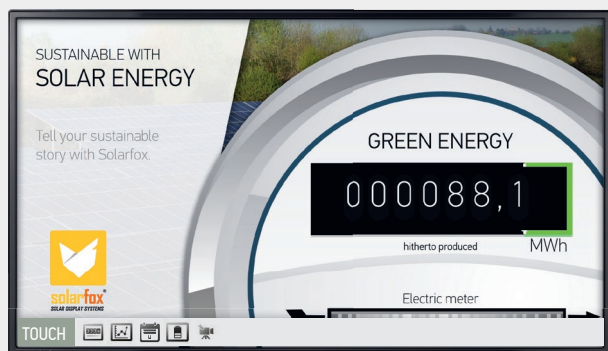 SUSTAINABLE WITH
SOLAR ENERGY
Tell your sustainable
story with Solarfox.
solarfox®
SOLAR DISPLAY SYSTEMS
GREEN ENERGY
000088,1
hitherto produced
MWh
Electric meter
TOUCH